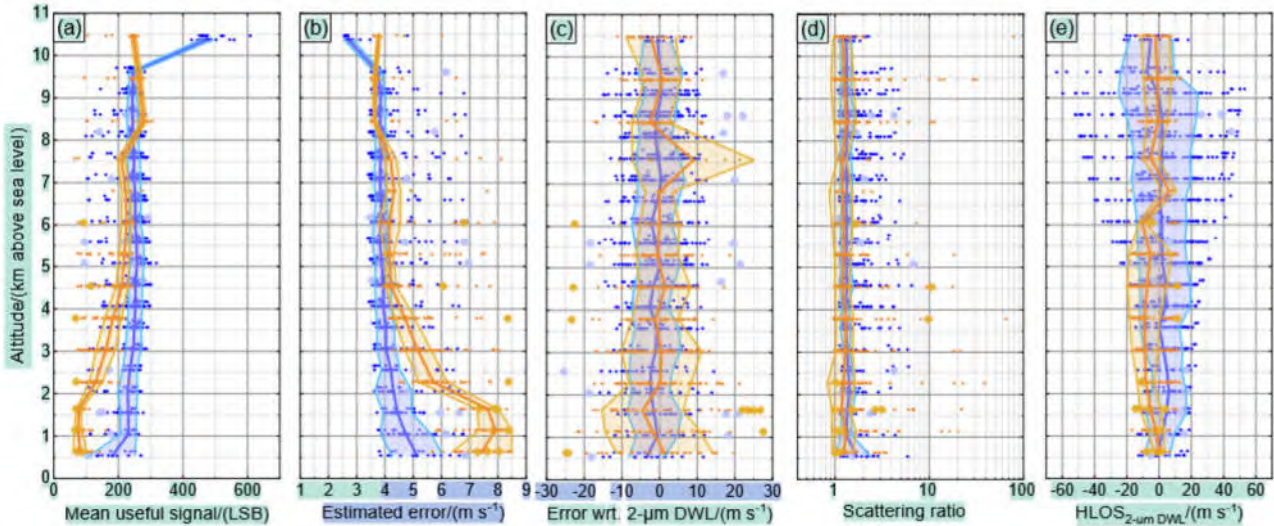 (a) (b) (c) (d) (e)
Altitude/(km above sea level)
11
10
9
8
7
6
5
4
3
2
1
0
0 200 400 600
1 2 3 4 5 6 7 8 9
-30 -20 -10 0 10 20 30
1 10 100
-60 -40 -20 0 20 40 60
Mean useful signal/(LSB)
Estimated error/(m s⁻¹)
Error wrt. 2-µm DWL/(m s⁻¹)
Scattering ratio
HLOS₂₋ᵤₘ DWL/(m s⁻¹)